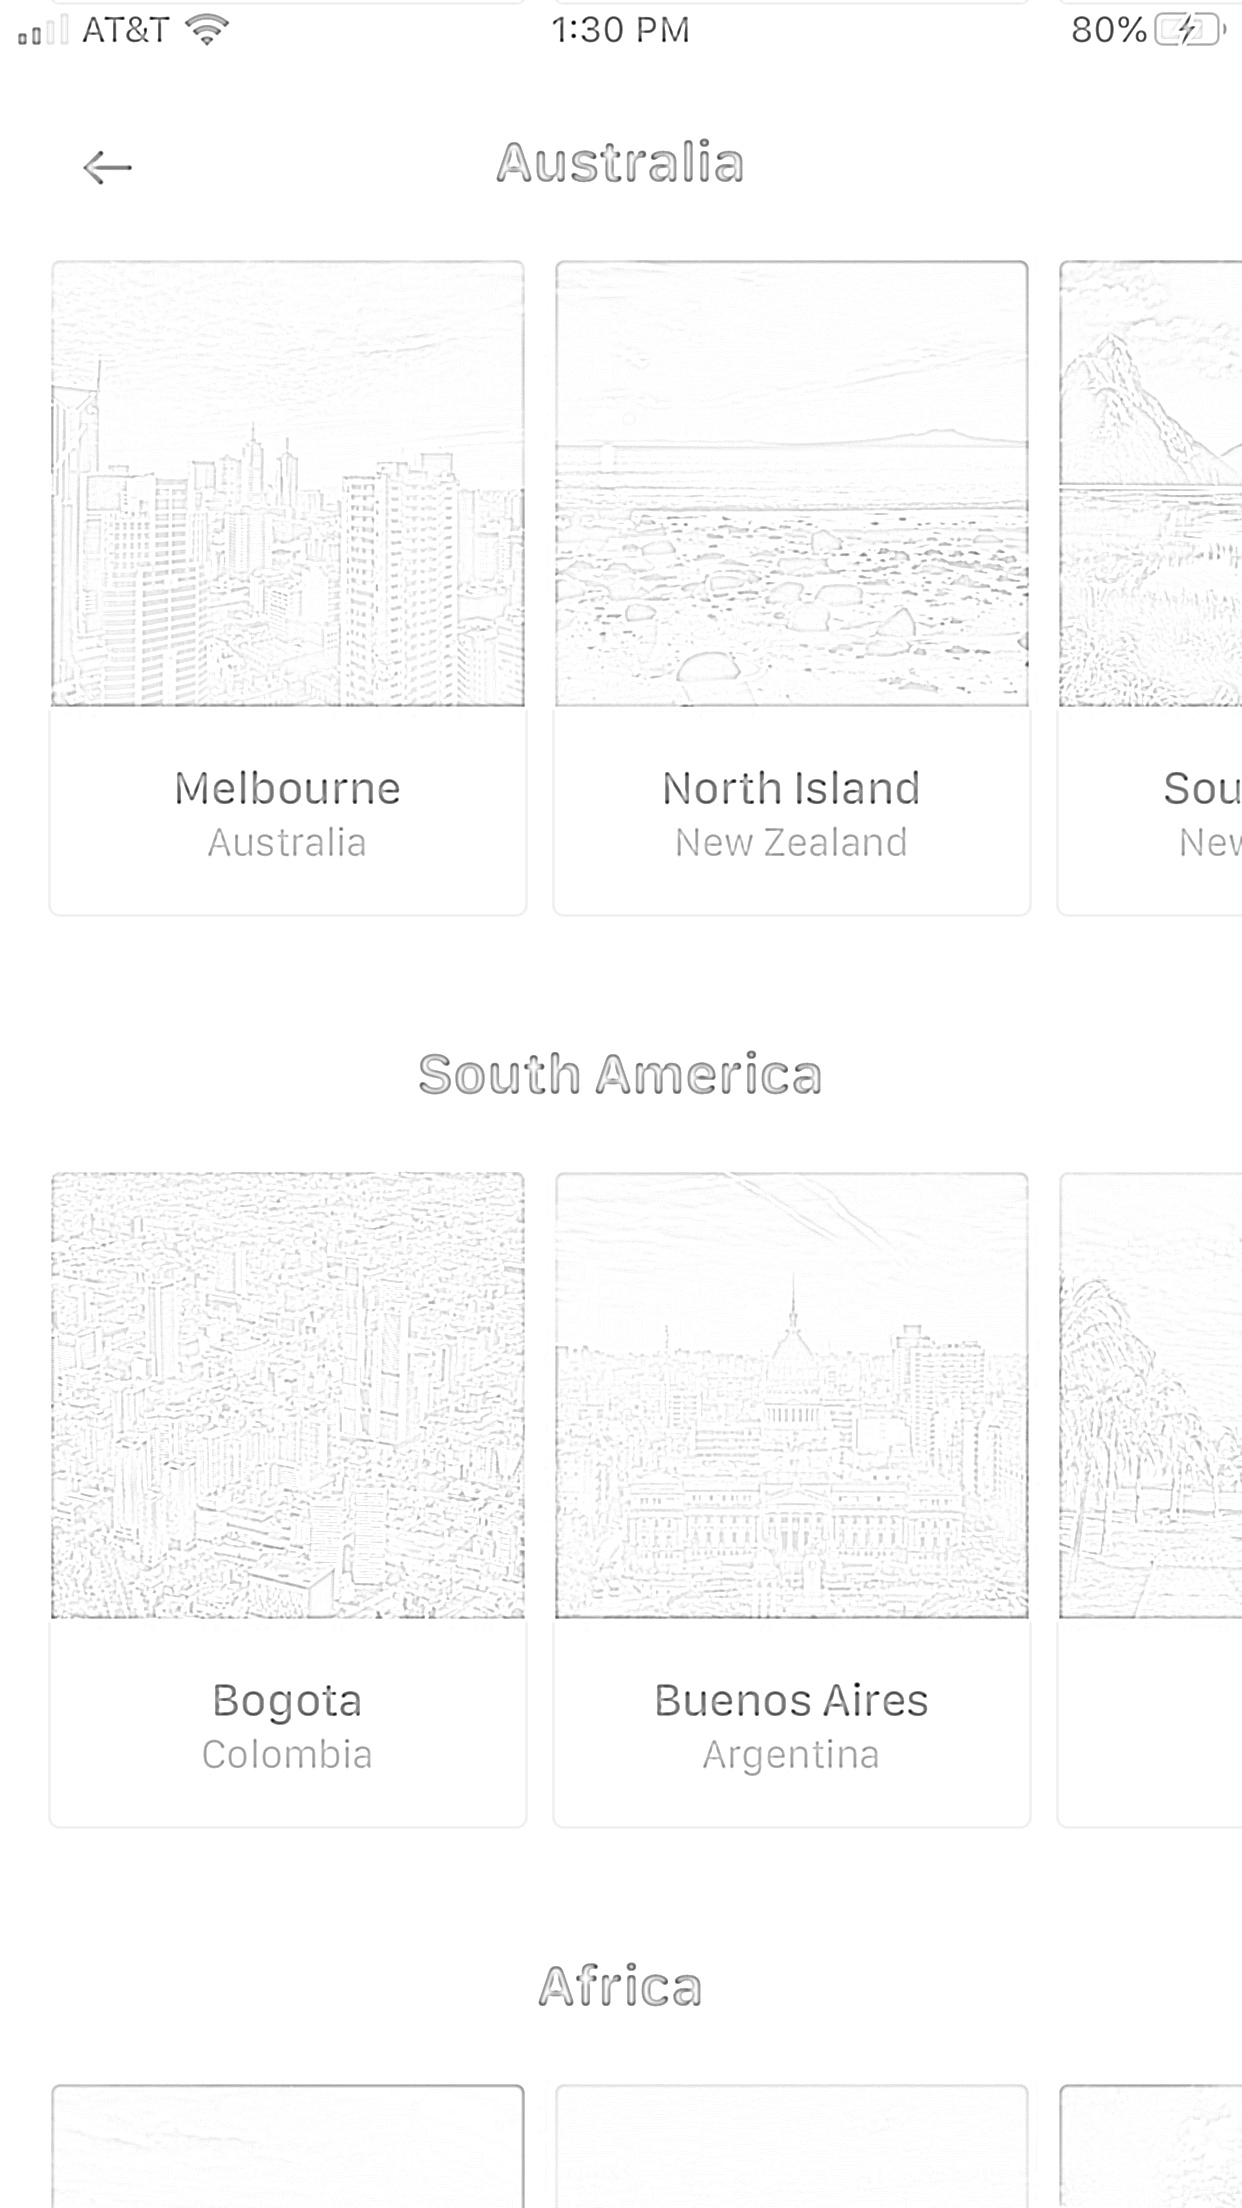 AT&T 1:30 PM 80%
Australia
Melbourne
Australia
North Island
New Zealand
Sou
New
South America
Bogota
Colombia
Buenos Aires
Argentina
Africa